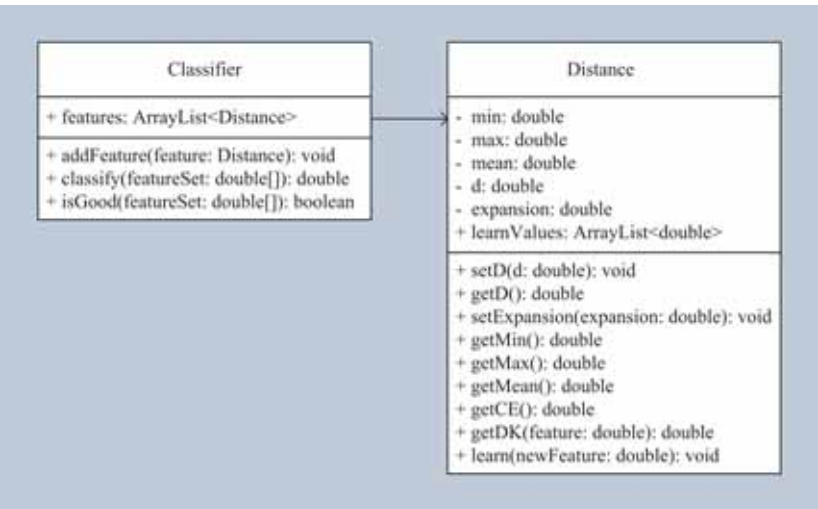 Classifier
+ features: ArrayList<Distance>
+ addFeature(feature: Distance): void
+ classify(featureSet: double[]): double
+ isGood(featureSet: double[]): boolean
Distance
- min: double
- max: double
- mean: double
- d: double
- expansion: double
+ learnValues: ArrayList<double>
+ setD(d: double): void
+ getD(): double
+ setExpansion(expansion: double): void
+ getMin(): double
+ getMax(): double
+ getMean(): double
+ getCE(): double
+ getDK(feature: double): double
+ learn(newFeature: double): void